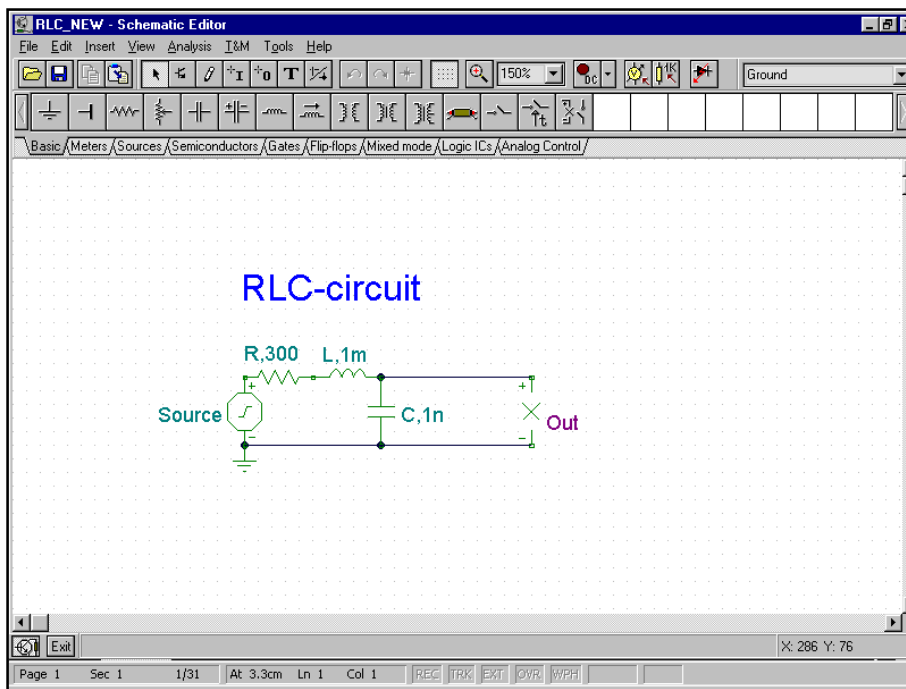 RLC_NEW - Schematic Editor
File Edit Insert View Analysis T&M Tools Help
T 150% DC 1K Ground
t
Basic Meters Sources Semiconductors Gates Flip-flops Mixed mode Logic ICs Analog Control
RLC-circuit
R,300 L,1m
+ +
Source C,1n Out
- -
Exit X: 286 Y: 76
Page 1 Sec 1 1/31 At 3.3cm Ln 1 Col 1 REC TRK EXT OVR WPH